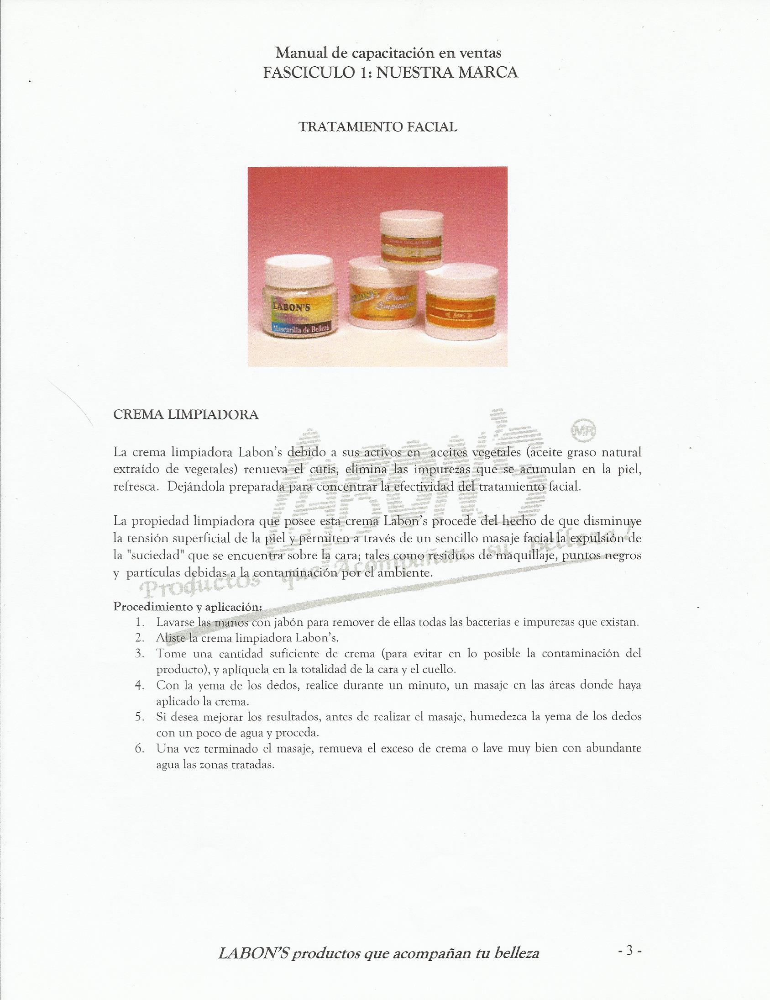 Manual de capacitación en ventas
FASCICULO 1: NUESTRA MARCA
TRATAMIENTO FACIAL
Crema COLAGENO
LABON'S
Mascarilla de Belleza
LABON'S
Crema
Limpiadora
CREMA LIMPIADORA
LABON'S MR
La crema limpiadora Labon's debido a sus activos en aceites vegetales (aceite graso natural
extraído de vegetales) renueva el cutis, elimina las impurezas que se acumulan en la piel,
refresca. Dejándola preparada para concentrar la efectividad del tratamiento facial.
La propiedad limpiadora que posee esta crema Labon's procede del hecho de que disminuye
la tensión superficial de la piel y permiten a través de un sencillo masaje facial la expulsión de
la "suciedad" que se encuentra sobre la cara; tales como residuos de maquillaje, puntos negros
y partículas debidas a la contaminación por el ambiente.
Productos que Acompañan su Belleza!
Procedimiento y aplicación:
1. Lavarse las manos con jabón para remover de ellas todas las bacterias e impurezas que existan.
2. Aliste la crema limpiadora Labon's.
3. Tome una cantidad suficiente de crema (para evitar en lo posible la contaminación del
producto), y aplíquela en la totalidad de la cara y el cuello.
4. Con la yema de los dedos, realice durante un minuto, un masaje en las áreas donde haya
aplicado la crema.
5. Si desea mejorar los resultados, antes de realizar el masaje, humedezca la yema de los dedos
con un poco de agua y proceda.
6. Una vez terminado el masaje, remueva el exceso de crema o lave muy bien con abundante
agua las zonas tratadas.
LABON'S productos que acompañan tu belleza
- 3 -